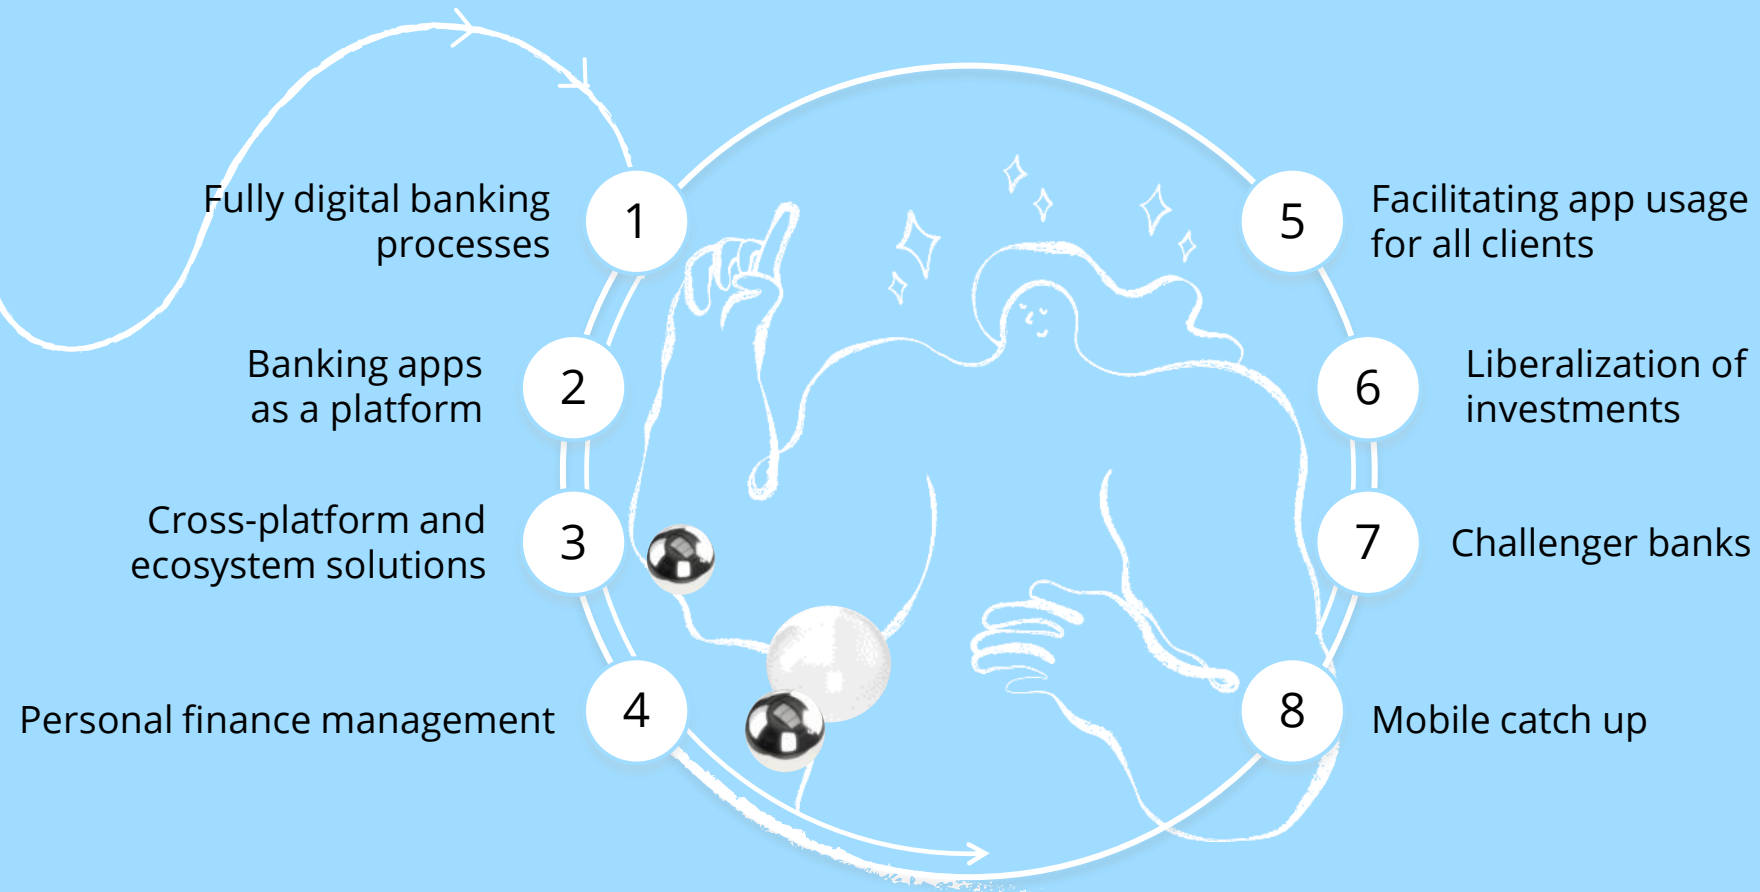 1
Fully digital banking
processes
2
Banking apps
as a platform
3
Cross-platform and
ecosystem solutions
4
Personal finance management
5
Facilitating app usage
for all clients
6
Liberalization of
investments
7
Challenger banks
8
Mobile catch up